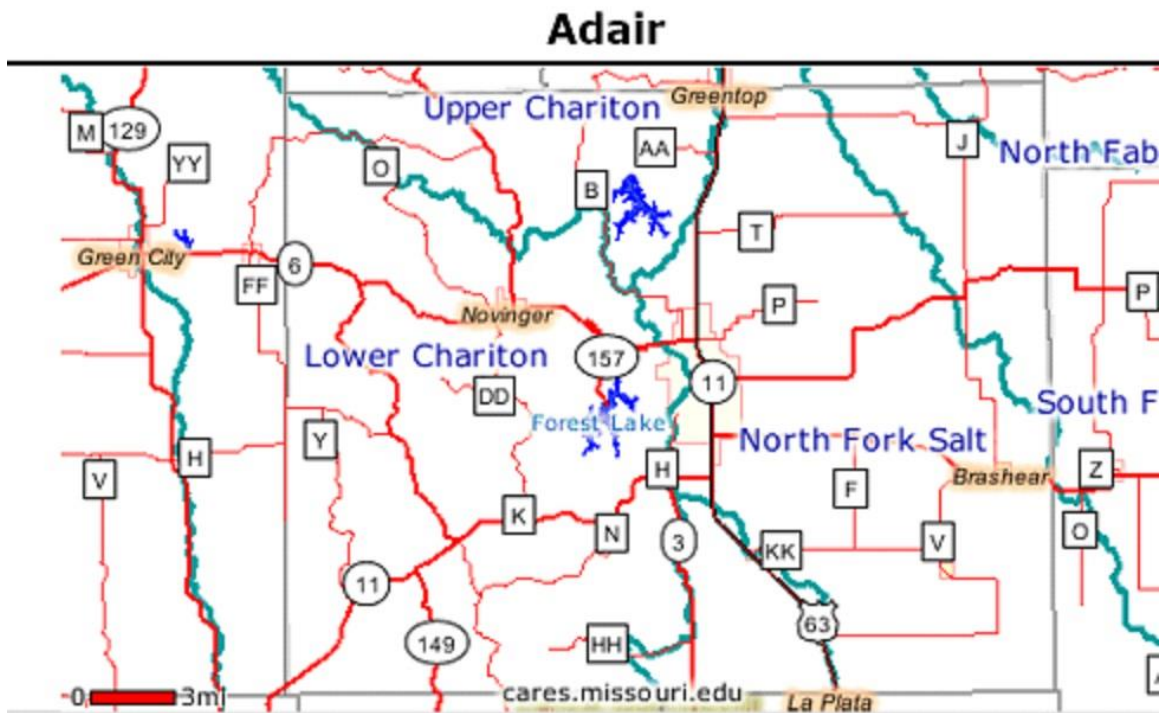 Adair
Upper Chariton
Greentop
M
129
AA
J
YY
O
B
North Fab
T
Green City
6
FF
P
P
Novinger
Lower Chariton
157
11
DD
Forest Lake
South F
Y
North Fork Salt
H
V
H
F
Brashear
Z
K
N
3
KK
V
O
11
149
HH
63
0
3mi
cares.missouri.edu
La Plata